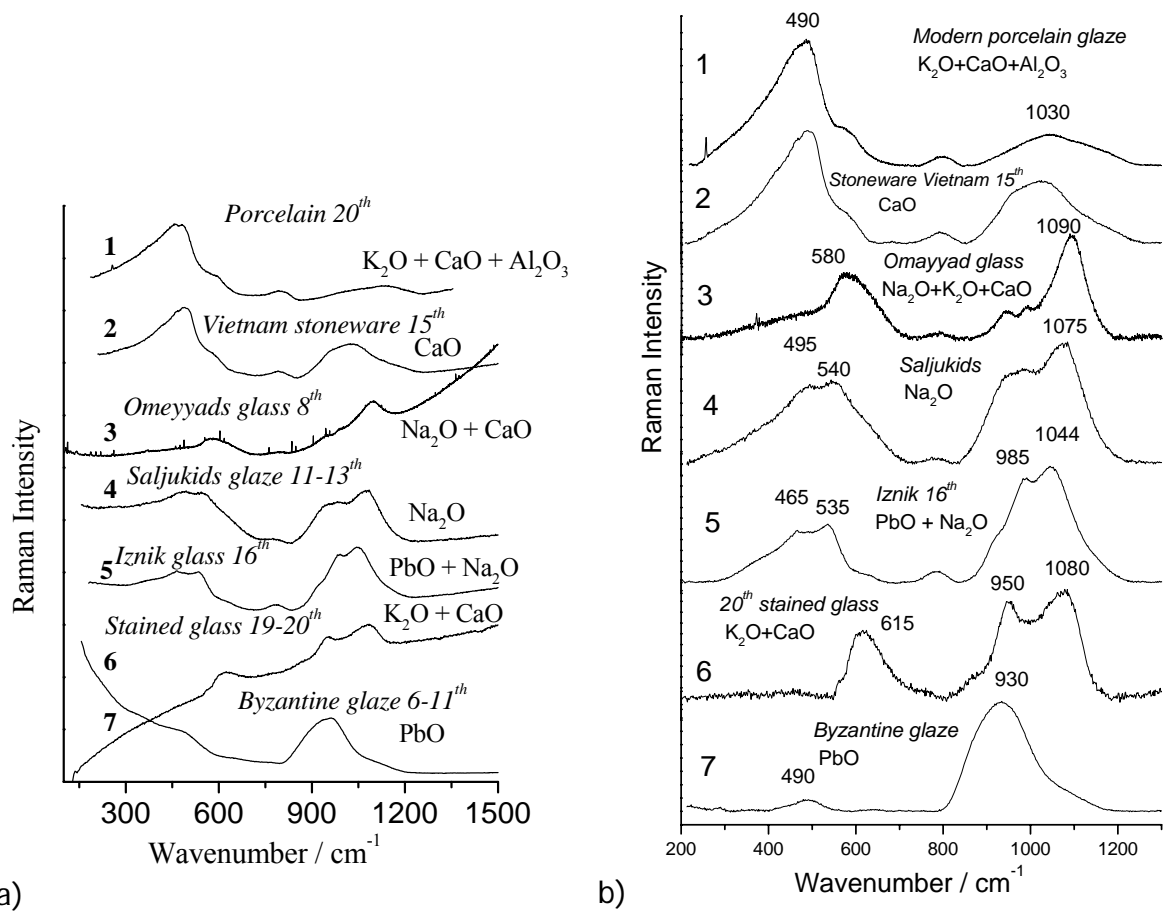 Porcelain 20th
1
K2O + CaO + Al2O3
2
Vietnam stoneware 15th
CaO
Omeyyads glass 8th
3
Na2O + CaO
Saljukids glaze 11-13th
4
Na2O
Iznik glass 16th
5
PbO + Na2O
K2O + CaO
Stained glass 19-20th
6
Byzantine glaze 6-11th
7
PbO
Raman Intensity
300 600 900 1200 1500
Wavenumber / cm-1
a)
490
Modern porcelain glaze
1
K2O+CaO+Al2O3
1030
Stoneware Vietnam 15th
2
CaO
1090
580
Omayyad glass
3
Na2O+K2O+CaO
1075
495
540
Saljukids
4
Na2O
1044
985
465
Iznik 16th
535
5
PbO + Na2O
950 1080
20th stained glass
615
K2O+CaO
6
930
Byzantine glaze
7
PbO
490
Raman Intensity
200 400 600 800 1000 1200
Wavenumber / cm-1
b)